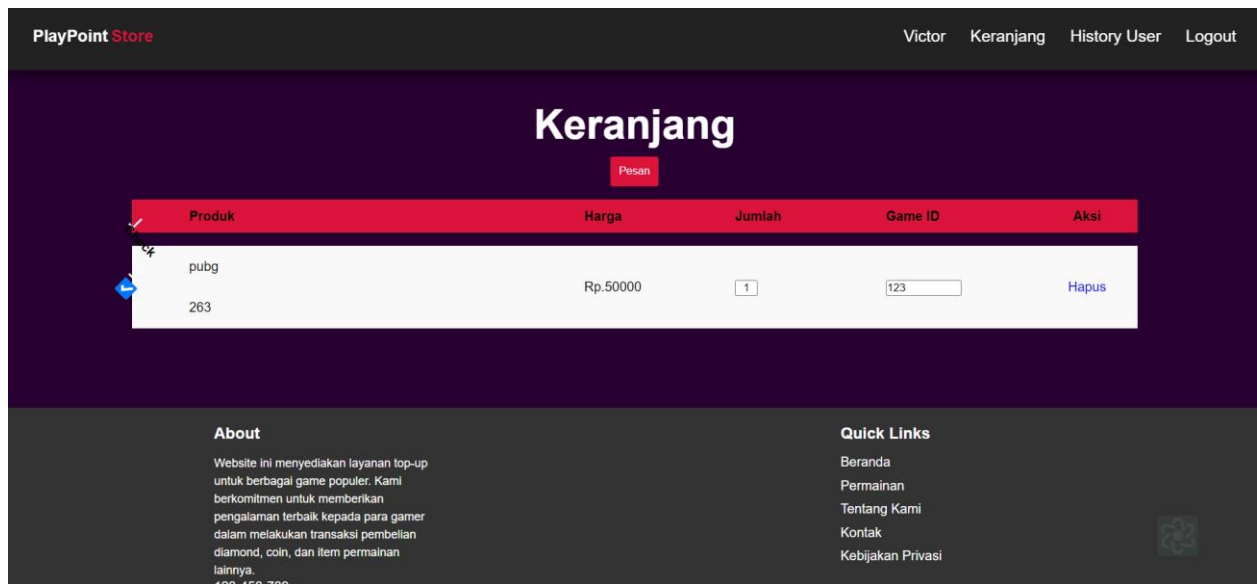 PlayPoint Store
Victor Keranjang History User Logout
Keranjang
Pesan
Produk Harga Jumlah Game ID Aksi
pubg
Rp.50000 1 123 Hapus
263
About
Website ini menyediakan layanan top-up
untuk berbagai game populer. Kami
berkomitmen untuk memberikan
pengalaman terbaik kepada para gamer
dalam melakukan transaksi pembelian
diamond, coin, dan item permainan
lainnya.
Quick Links
Beranda
Permainan
Tentang Kami
Kontak
Kebijakan Privasi